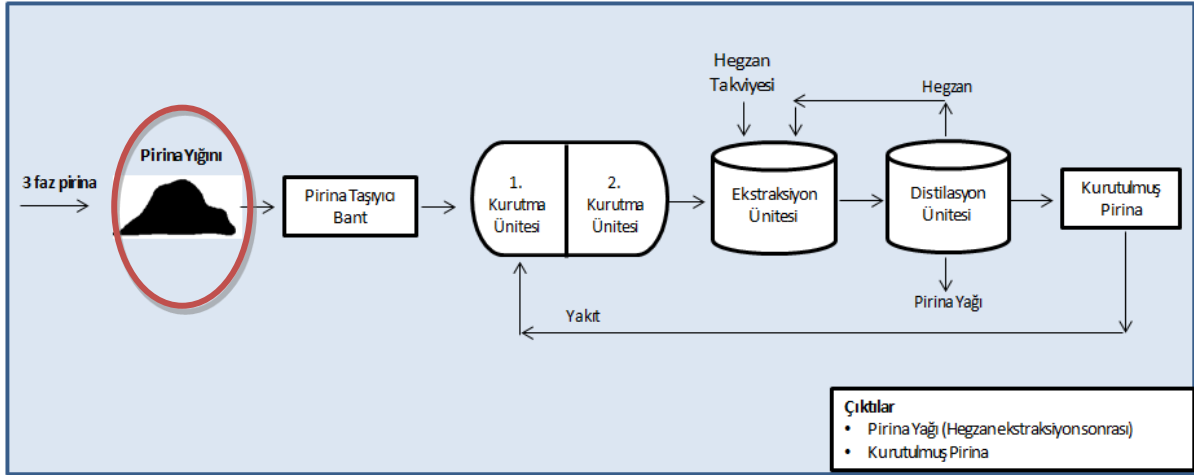 3 faz pirina
Pirina Yığını
Pirina Taşıyıcı
Bant
1.
Kurutma
Ünitesi
2.
Kurutma
Ünitesi
Hegzan
Takviyesi
Hegzan
Ekstraksiyon
Ünitesi
Distilasyon
Ünitesi
Kurutulmuş
Pirina
Pirina Yağı
Yakıt
Çıktılar
• Pirina Yağı (Hegzan ekstraksiyon sonrası)
• Kurutulmuş Pirina